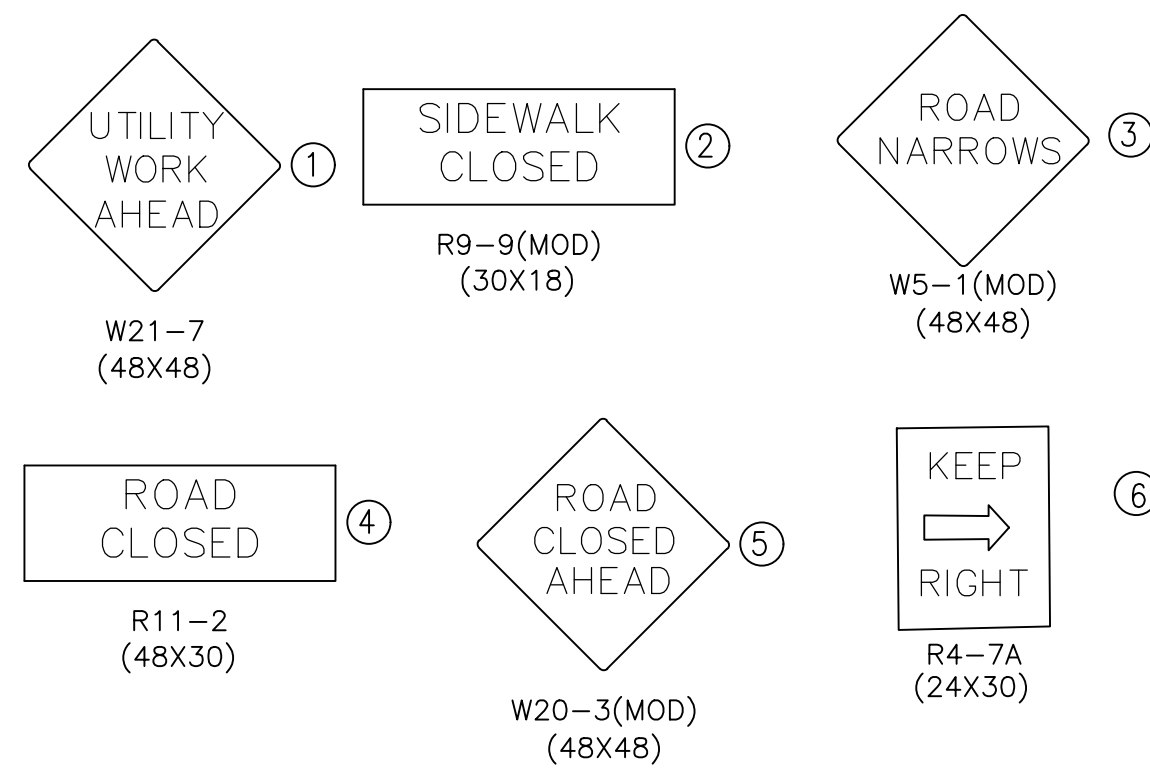 UTILITY
WORK
AHEAD
1
W21-7
(48X48)
SIDEWALK
CLOSED
2
R9-9(MOD)
(30X18)
ROAD
NARROWS
3
W5-1(MOD)
(48X48)
ROAD
CLOSED
4
R11-2
(48X30)
ROAD
CLOSED
AHEAD
5
W20-3(MOD)
(48X48)
KEEP
RIGHT
6
R4-7A
(24X30)